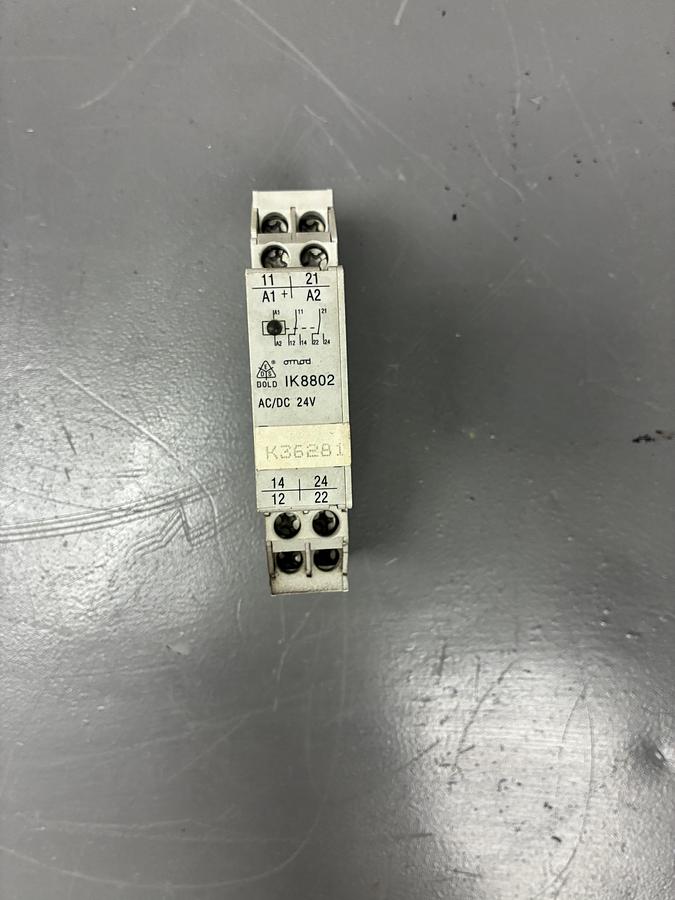 11 21
A1 + A2
A1 11 21
A2 12 14 22 24
®
DOLD IK8802
AC/DC 24V
K36281
14 24
12 22